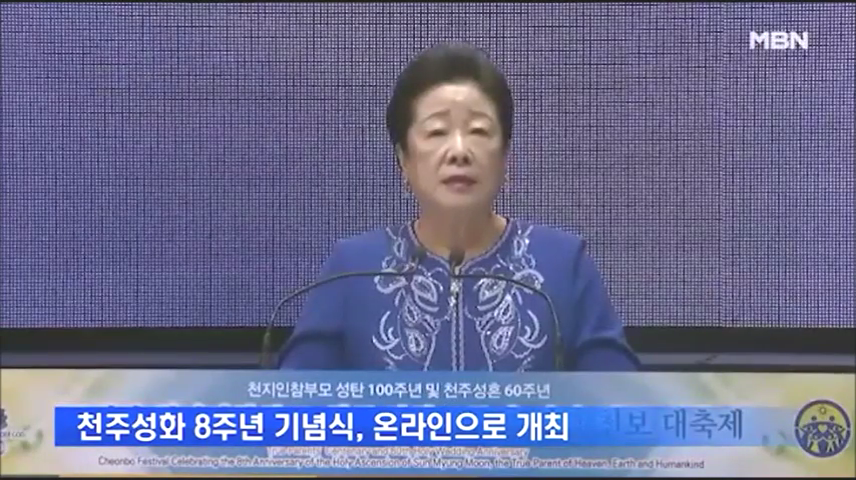 MBN
천지인참부모 성탄 100주년 및 천주성혼 60주년
보 대축제
천주성화 8주년 기념식, 온라인으로 개최
Wedding Anniversary
Cheonbo Festival Celebrating the 8th Anniversary of the Holy Ascension of Sun Myung Moon, the True Parent of Heaven, Earth and Humankind